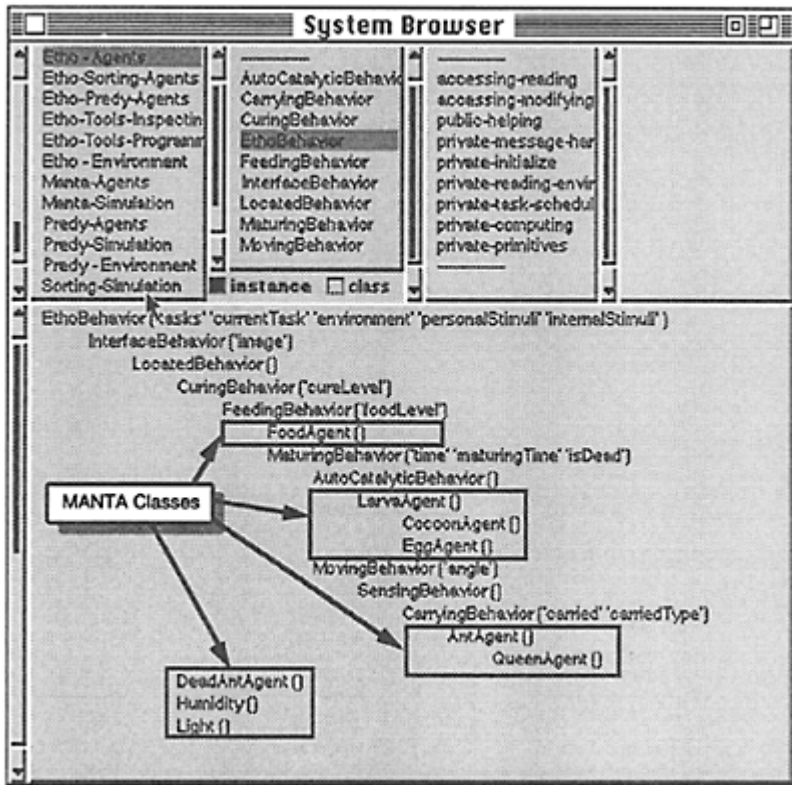 System Browser
Etho - Agents
Etho-Sorting-Agents
Etho-Predy-Agents
Etho-Tools-Inspectin
Etho-Tools-Programm
Etho - Environment
Manta-Agents
Manta-Simulation
Predy-Agents
Predy-Simulation
Predy - Environment
Sorting-Simulation
----------
AutoCatalyticBehavio
CarryingBehavior
CuringBehavior
EthoBehavior
FeedingBehavior
InterfaceBehavior
LocatedBehavior
MaturingBehavior
MovingBehavior
instance class
----------
accessing-reading
accessing-modifying
public-helping
private-message-han
private-initialize
private-reading-envir
private-task-schedul
private-computing
private-primitives
----------
EthoBehavior ('tasks' 'currentTask' 'environment' 'personalStimuli' 'internalStimuli' )
InterfaceBehavior ('image')
LocatedBehavior ()
CuringBehavior ('cureLevel')
FeedingBehavior ('foodLevel')
FoodAgent ()
MaturingBehavior ('time' 'maturingTime' 'isDead')
AutoCatalyticBehavior ()
MANTA Classes
LarvaAgent ()
CocoonAgent ()
EggAgent ()
MovingBehavior ('angle')
SensingBehavior ()
CarryingBehavior ('carried' 'carriedType')
AntAgent ()
QueenAgent ()
DeadAntAgent ()
Humidity ()
Light ()